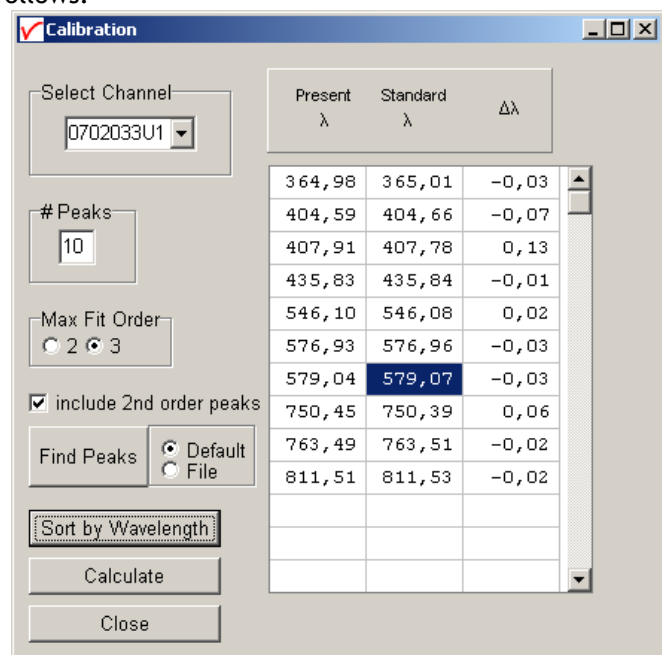 ollows:
Calibration
Select Channel
0702033U1
# Peaks
10
Max Fit Order
2 3
include 2nd order peaks
Find Peaks
Default
File
Sort by Wavelength
Calculate
Close
Present λ Standard λ Δλ
364,98 365,01 -0,03
404,59 404,66 -0,07
407,91 407,78 0,13
435,83 435,84 -0,01
546,10 546,08 0,02
576,93 576,96 -0,03
579,04 579,07 -0,03
750,45 750,39 0,06
763,49 763,51 -0,02
811,51 811,53 -0,02